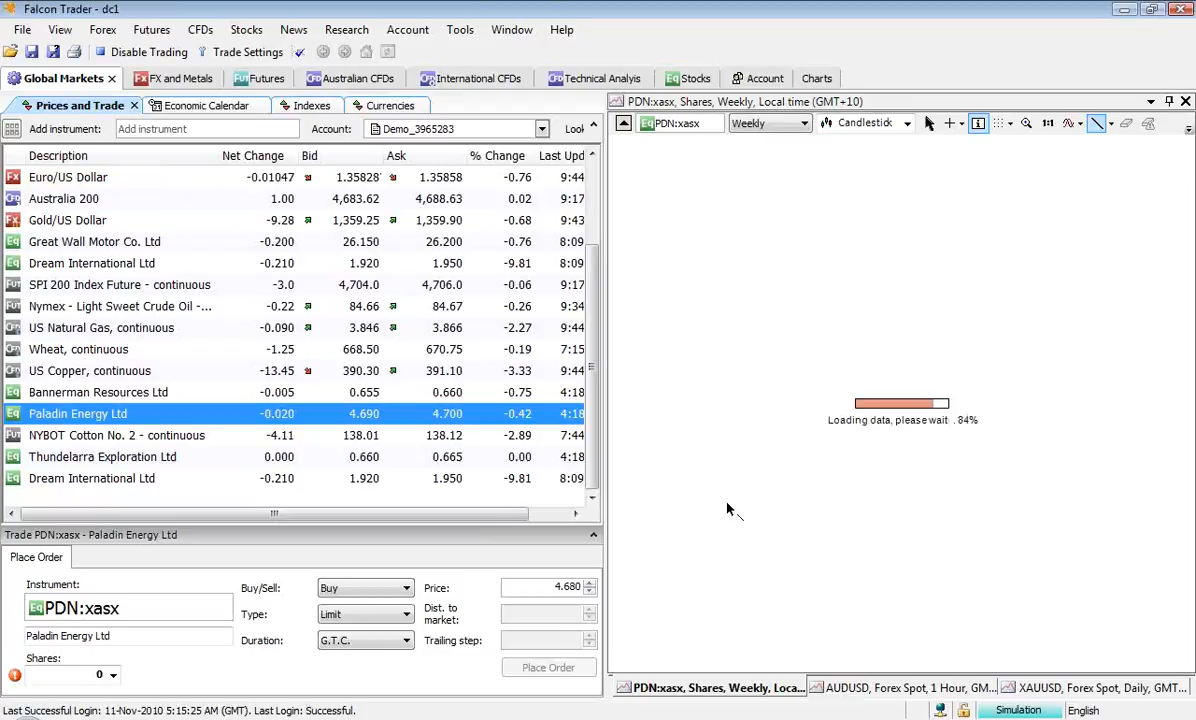 Falcon Trader - dc1
File View Forex Futures CFDs Stocks News Research Account Tools Window Help
Disable Trading Trade Settings
Global Markets FX and Metals Futures Australian CFDs International CFDs Technical Analyis Stocks Account Charts
Prices and Trade Economic Calendar Indexes Currencies
PDN:xasx, Shares, Weekly, Local time (GMT+10)
Add instrument: Add instrument Account: Demo_3965283 Look
PDN:xasx Weekly Candlestick 1:1
Description Net Change Bid Ask % Change Last Upd
Euro/US Dollar -0.01047 1.35828 1.35858 -0.76 9:44
Australia 200 1.00 4,683.62 4,688.63 0.02 9:17
Gold/US Dollar -9.28 1,359.25 1,359.90 -0.68 9:43
Great Wall Motor Co. Ltd -0.200 26.150 26.200 -0.76 8:09
Dream International Ltd -0.210 1.920 1.950 -9.81 8:09
SPI 200 Index Future - continuous -3.0 4,704.0 4,706.0 -0.06 9:17
Nymex - Light Sweet Crude Oil -... -0.22 84.66 84.67 -0.26 9:34
US Natural Gas, continuous -0.090 3.846 3.866 -2.27 9:44
Wheat, continuous -1.25 668.50 670.75 -0.19 7:15
US Copper, continuous -13.45 390.30 391.10 -3.33 9:44
Bannerman Resources Ltd -0.005 0.655 0.660 -0.75 4:18
Paladin Energy Ltd -0.020 4.690 4.700 -0.42 4:18
NYBOT Cotton No. 2 - continuous -4.11 138.01 138.12 -2.89 7:44
Thundelarra Exploration Ltd 0.000 0.660 0.665 0.00 4:18
Dream International Ltd -0.210 1.920 1.950 -9.81 8:09
Loading data, please wait . 84%
Trade PDN:xasx - Paladin Energy Ltd
Place Order
Instrument: Buy/Sell: Buy Price: 4.680
Eq PDN:xasx Type: Limit Dist. to market:
Paladin Energy Ltd Duration: G.T.C. Trailing step:
Shares: 0 Place Order
PDN:xasx, Shares, Weekly, Loca... AUDUSD, Forex Spot, 1 Hour, GM... XAUUSD, Forex Spot, Daily, GMT...
Last Successful Login: 11-Nov-2010 5:15:25 AM (GMT). Last Login: Successful. Simulation English